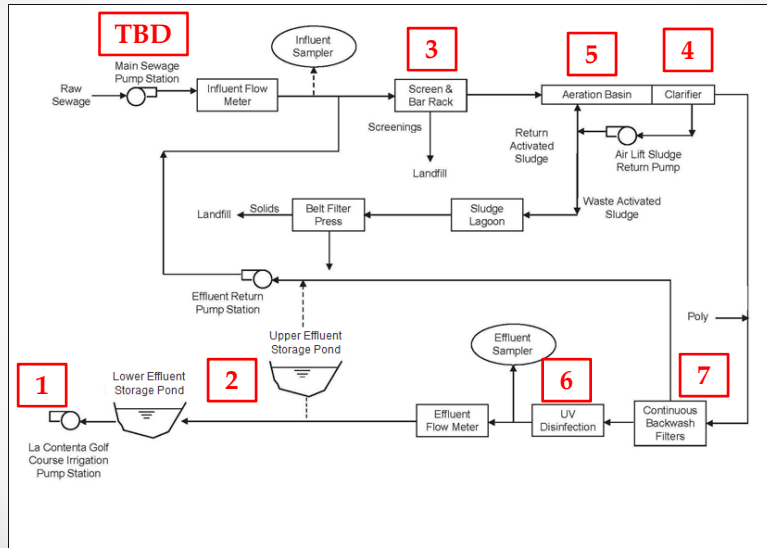 TBD
Main Sewage
Pump Station
Raw
Sewage
Influent Flow
Meter
Influent
Sampler
3
Screen &
Bar Rack
Screenings
Landfill
5
4
Aeration Basin
Clarifier
Return
Activated
Sludge
Air Lift Sludge
Return Pump
Waste Activated
Sludge
Sludge
Lagoon
Belt Filter
Press
Solids
Landfill
Effluent Return
Pump Station
Upper Effluent
Storage Pond
Poly
1
Lower Effluent
Storage Pond
2
Effluent
Sampler
6
7
La Contenta Golf
Course Irrigation
Pump Station
Effluent
Flow Meter
UV
Disinfection
Continuous
Backwash
Filters